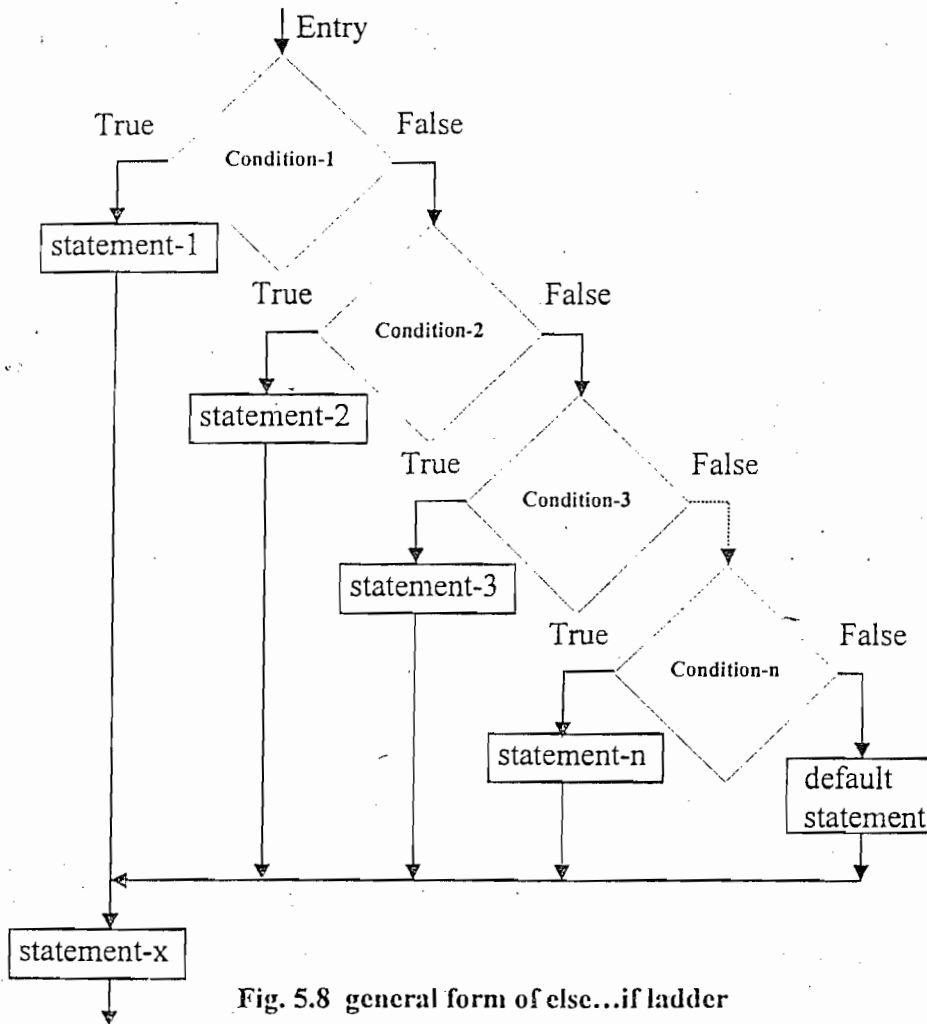 Entry
True
False
Condition-1
statement-1
True
False
Condition-2
statement-2
True
False
Condition-3
statement-3
True
False
Condition-n
statement-n
default
statement
statement-x
Fig. 5.8 general form of else...if ladder